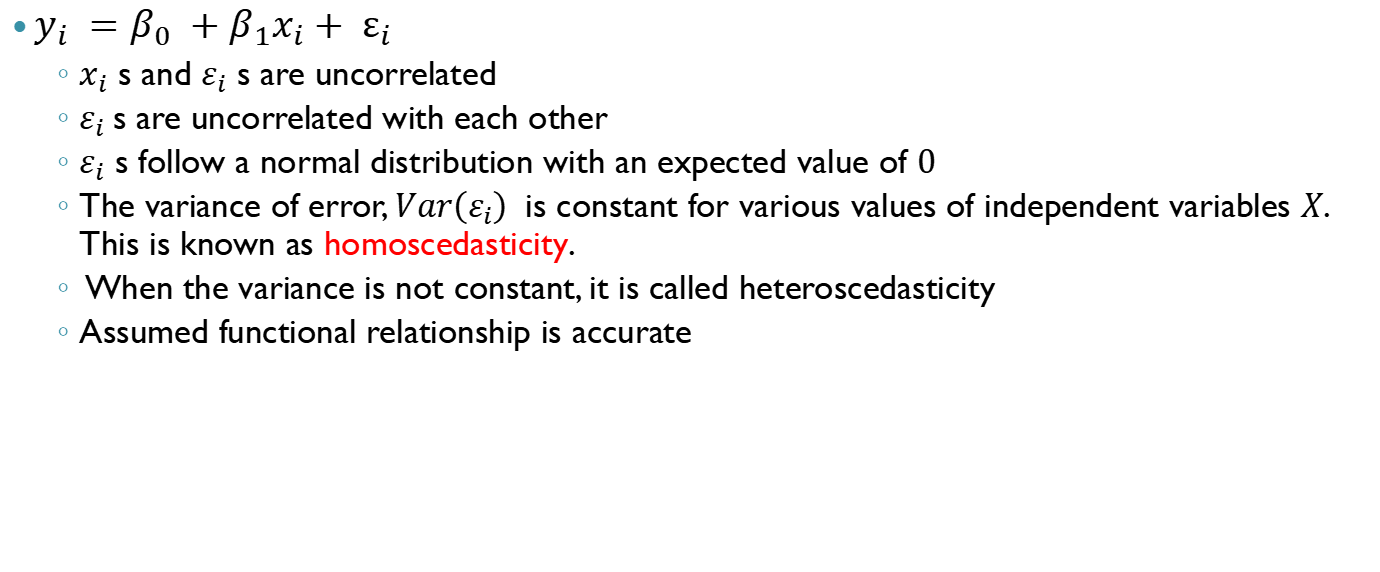 • 𝑦ᵢ = 𝛽₀ + 𝛽₁𝑥ᵢ + εᵢ
◦ 𝑥ᵢ s and 𝜀ᵢ s are uncorrelated
◦ 𝜀ᵢ s are uncorrelated with each other
◦ 𝜀ᵢ s follow a normal distribution with an expected value of 0
◦ The variance of error, 𝑉𝑎𝑟(𝜀ᵢ) is constant for various values of independent variables 𝑋.
This is known as homoscedasticity.
◦ When the variance is not constant, it is called heteroscedasticity
◦ Assumed functional relationship is accurate